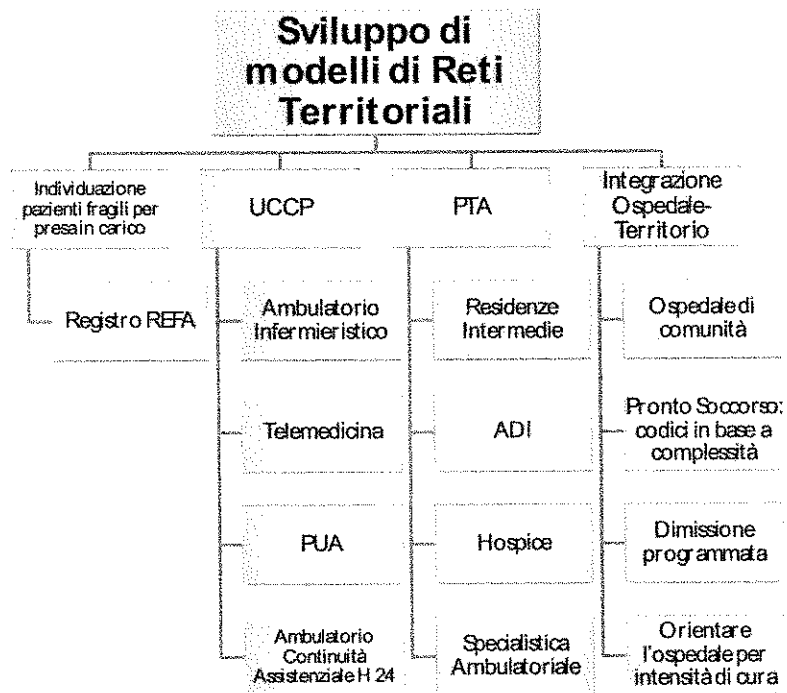 Sviluppo di
modelli di Reti
Territoriali
Individuazione
pazienti fragili per
presa in carico
UCCP
PTA
Integrazione
Ospedale-
Territorio
Registro REFA
Ambulatorio
Infermieristico
Residenze
Intermedie
Ospedale di
comunità
Telemedicina
ADI
Pronto Soccorso:
codici in base a
complessità
PUA
Hospice
Dimissione
programmata
Ambulatorio
Continuità
Assistenziale H 24
Specialistica
Ambulatoriale
Orientare
l'ospedale per
intensità di cura